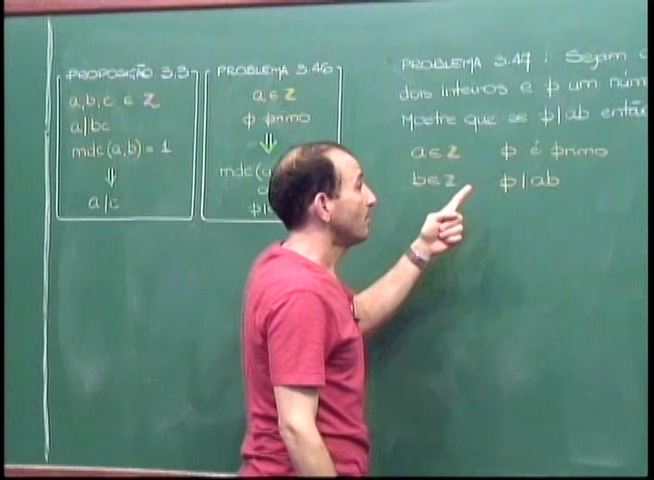 PROPOSIÇÃO 3.3
a,b,c ∈ Z
a|bc
mdc(a,b) = 1
⇓
a|c
PROBLEMA 3.46
a ∈ Z
p primo
⇓
mdc(a
PROBLEMA 3.47 : Sejam
dois inteiros e p um
Mostre que se p|ab então
a ∈ Z p é primo
b ∈ Z p|ab